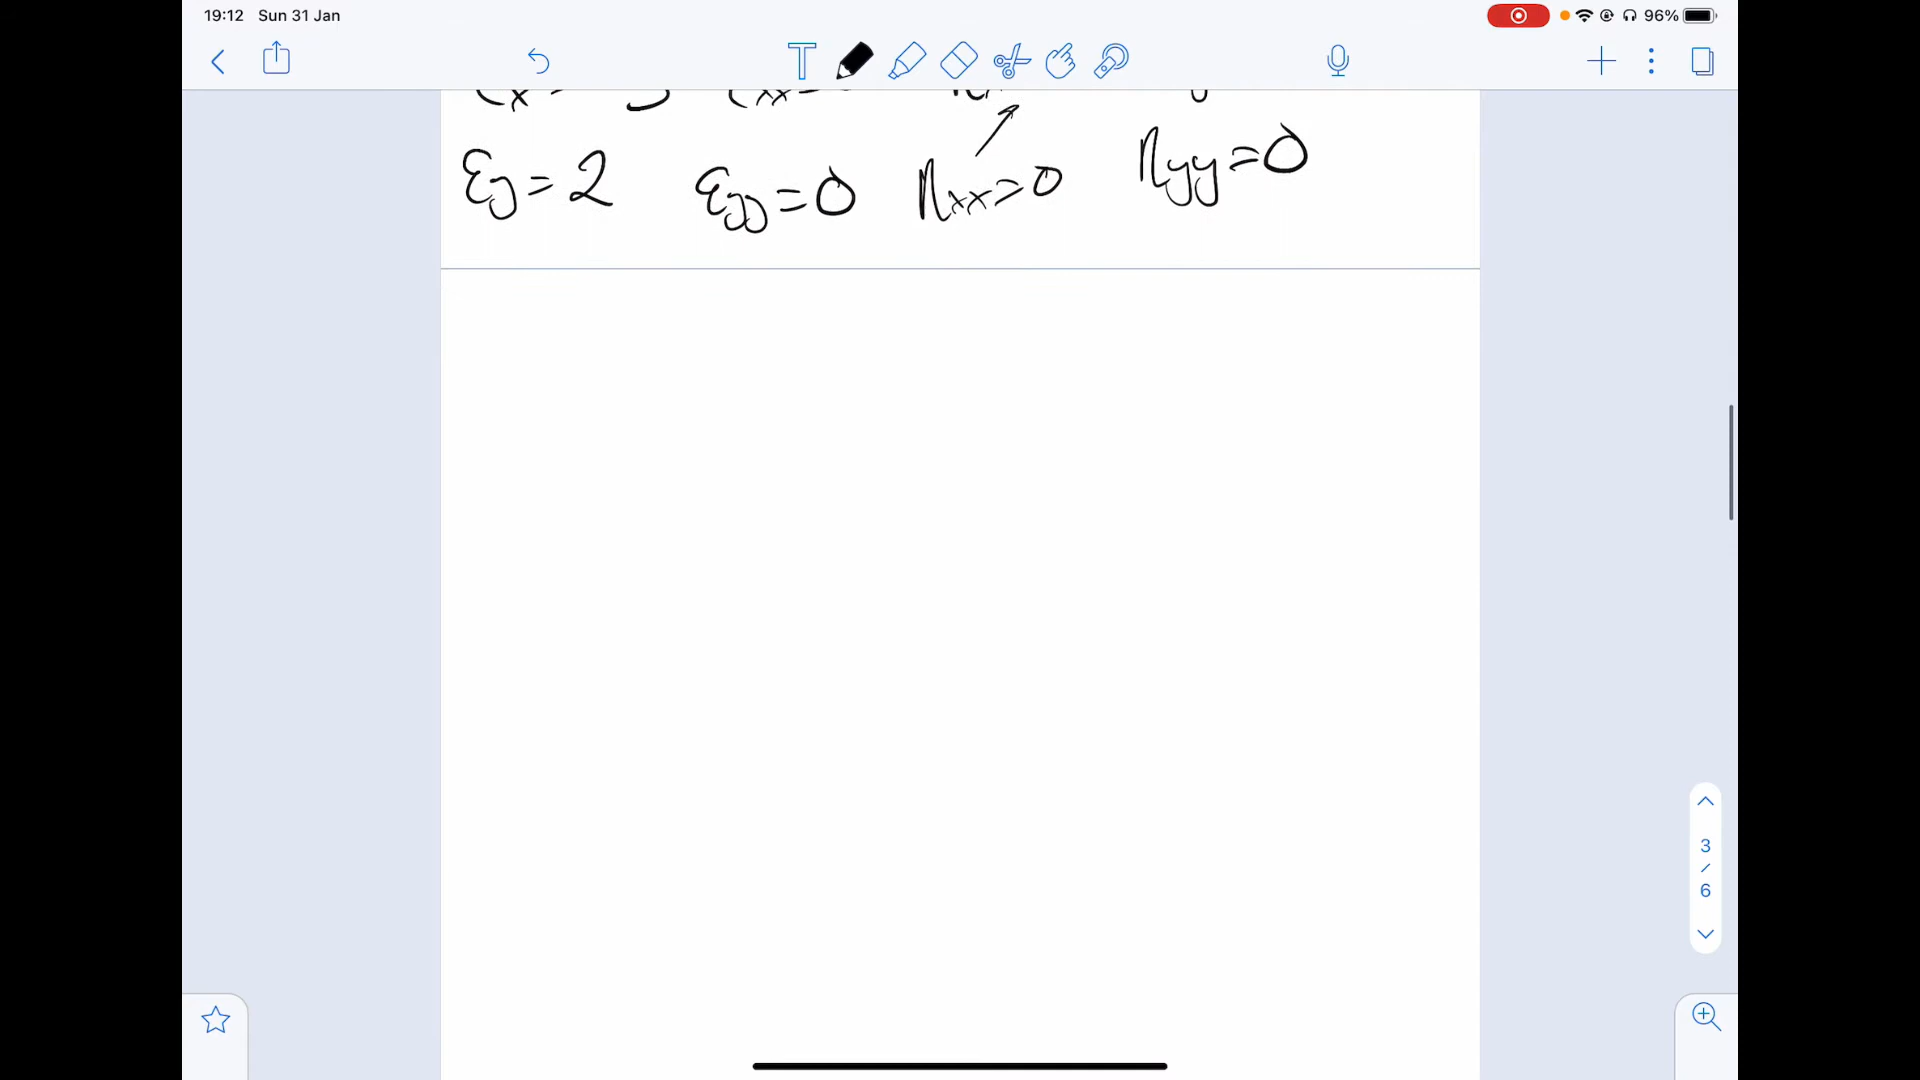 19:12 Sun 31 Jan 96%
T
εy = 2 εyy = 0 ηxx = 0 ηyy = 0
3
/
6